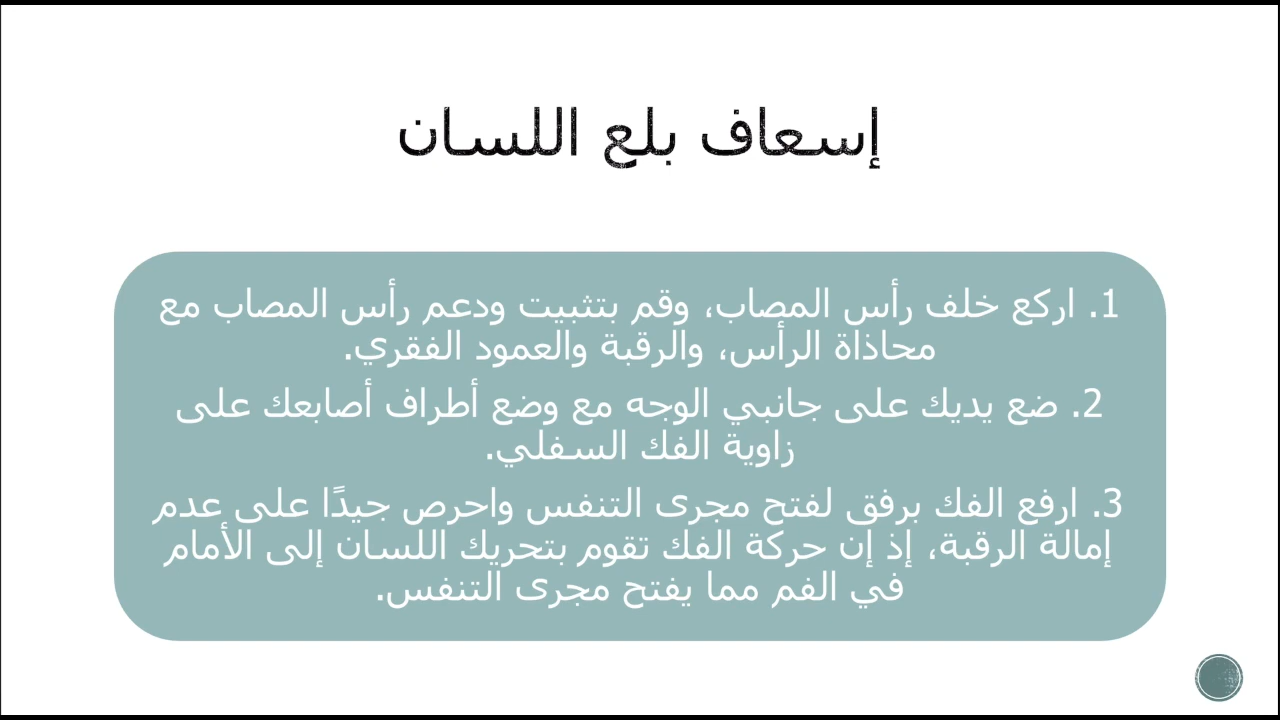 إسعاف بلع اللسان
1. اركع خلف رأس المصاب، وقم بتثبيت ودعم رأس المصاب مع
محاذاة الرأس، والرقبة والعمود الفقري.
2. ضع يديك على جانبي الوجه مع وضع أطراف أصابعك على
زاوية الفك السفلي.
3. ارفع الفك برفق لفتح مجرى التنفس واحرص جيدًا على عدم
إمالة الرقبة، إذ إن حركة الفك تقوم بتحريك اللسان إلى الأمام
في الفم مما يفتح مجرى التنفس.